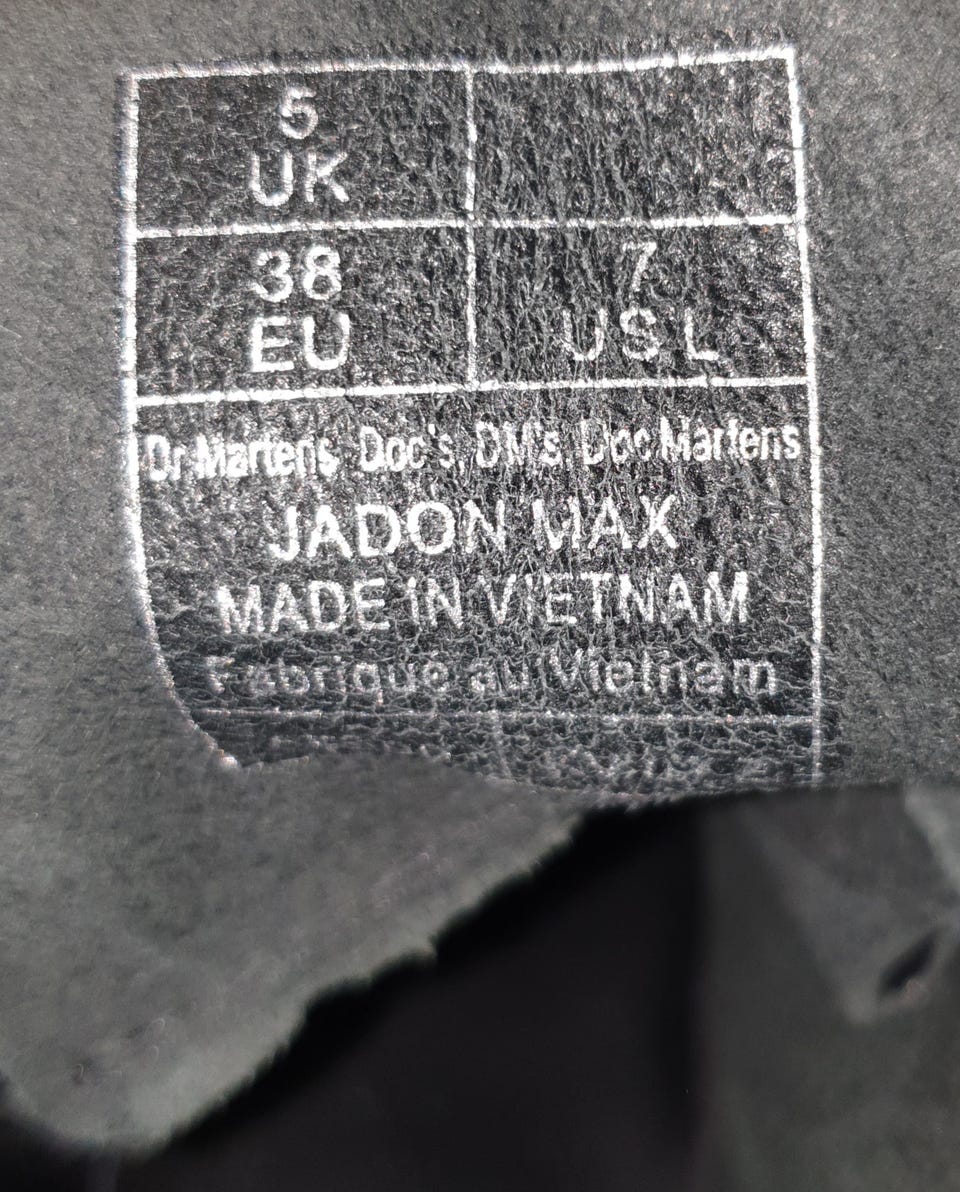 5
UK
38
EU
7
US L
Dr. Martens, Doc's, DM's, Doc Martens
JADON MAX
MADE IN VIETNAM
Fabriqué au Vietnam